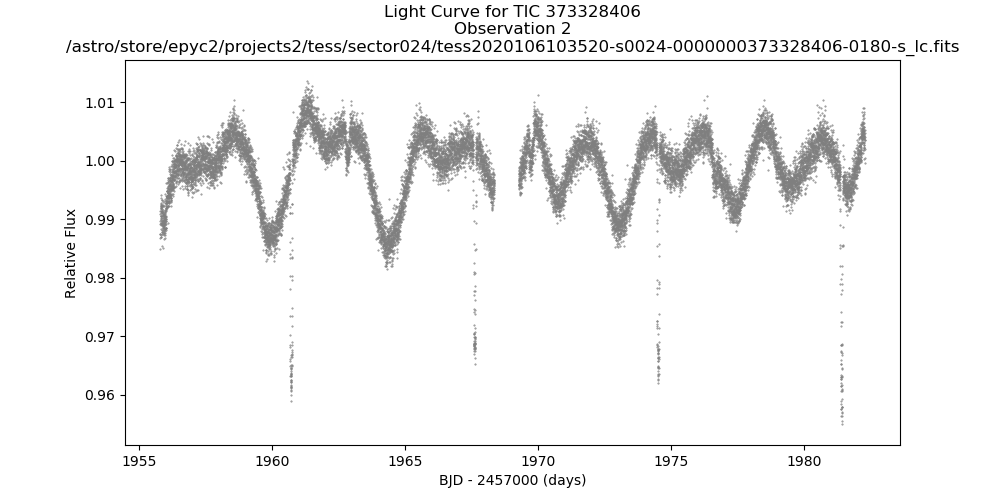 Light Curve for TIC 373328406
Observation 2
/astro/store/epyc2/projects2/tess/sector024/tess2020106103520-s0024-0000000373328406-0180-s_lc.fits
1.01
1.00
0.99
0.98
0.97
0.96
Relative Flux
1955
1960
1965
1970
1975
1980
BJD - 2457000 (days)